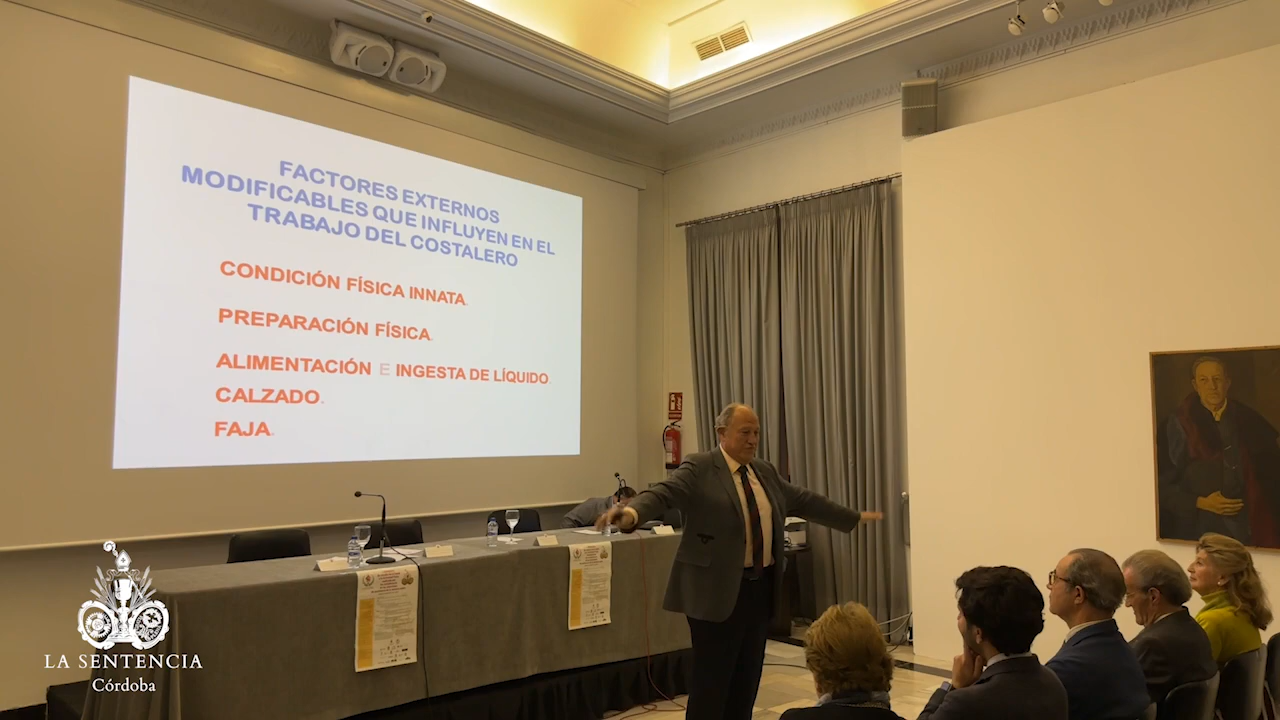 FACTORES EXTERNOS
MODIFICABLES QUE INFLUYEN EN EL
TRABAJO DEL COSTALERO
CONDICIÓN FÍSICA INNATA.
PREPARACIÓN FÍSICA.
ALIMENTACIÓN E INGESTA DE LÍQUIDO.
CALZADO.
FAJA.
LA SENTENCIA
Córdoba